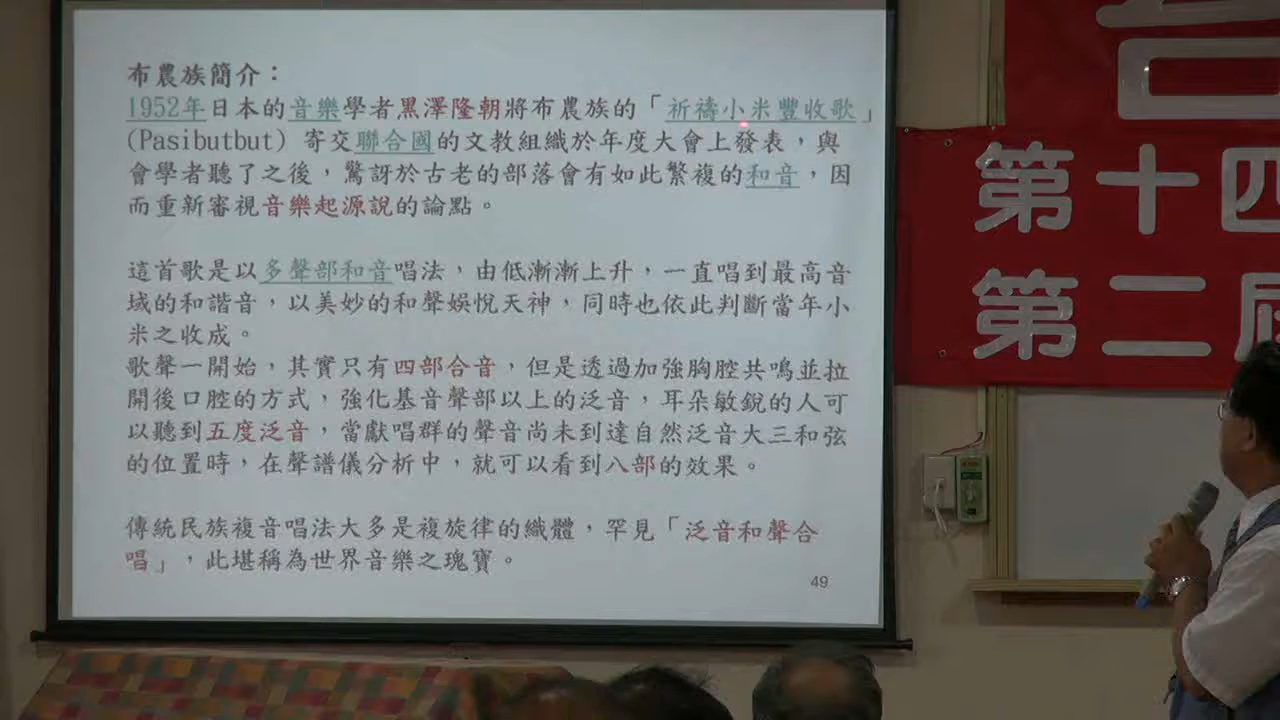 布農族簡介：
1952年日本的音樂學者黑澤隆朝將布農族的「祈禱小米豐收歌」
(Pasibutbut) 寄交聯合國的文教組織於年度大會上發表，與
會學者聽了之後，驚訝於古老的部落會有如此繁複的和音，因
而重新審視音樂起源說的論點。
這首歌是以多聲部和音唱法，由低漸漸上升，一直唱到最高音
域的和諧音，以美妙的和聲娛悅天神，同時也依此判斷當年小
米之收成。
歌聲一開始，其實只有四部合音，但是透過加強胸腔共鳴並拉
開後口腔的方式，強化基音聲部以上的泛音，耳朵敏銳的人可
以聽到五度泛音，當獻唱群的聲音尚未到達自然泛音大三和弦
的位置時，在聲譜儀分析中，就可以看到八部的效果。
傳統民族複音唱法大多是複旋律的織體，罕見「泛音和聲合
唱」，此堪稱為世界音樂之瑰寶。
49
第十四
第二屆